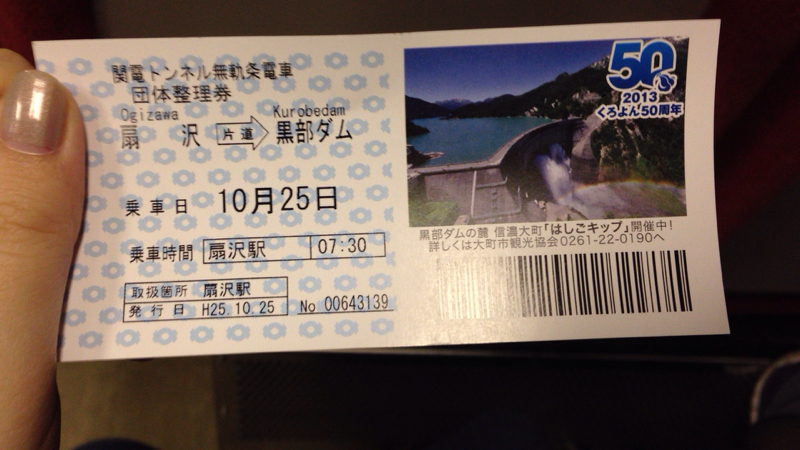 関電トンネル無軌条電車
団体整理券
Ogizawa Kurobedam
扇 沢 片道 黒部ダム
乗車日 10月25日
乗車時間 扇沢駅 07:30
取扱箇所 扇沢駅
発行日 H25.10.25 No 00643139
50
2013
くろよん50周年
黒部ダムの麓 信濃大町「はしごキップ」開催中!
詳しくは大町市観光協会0261-22-0190へ